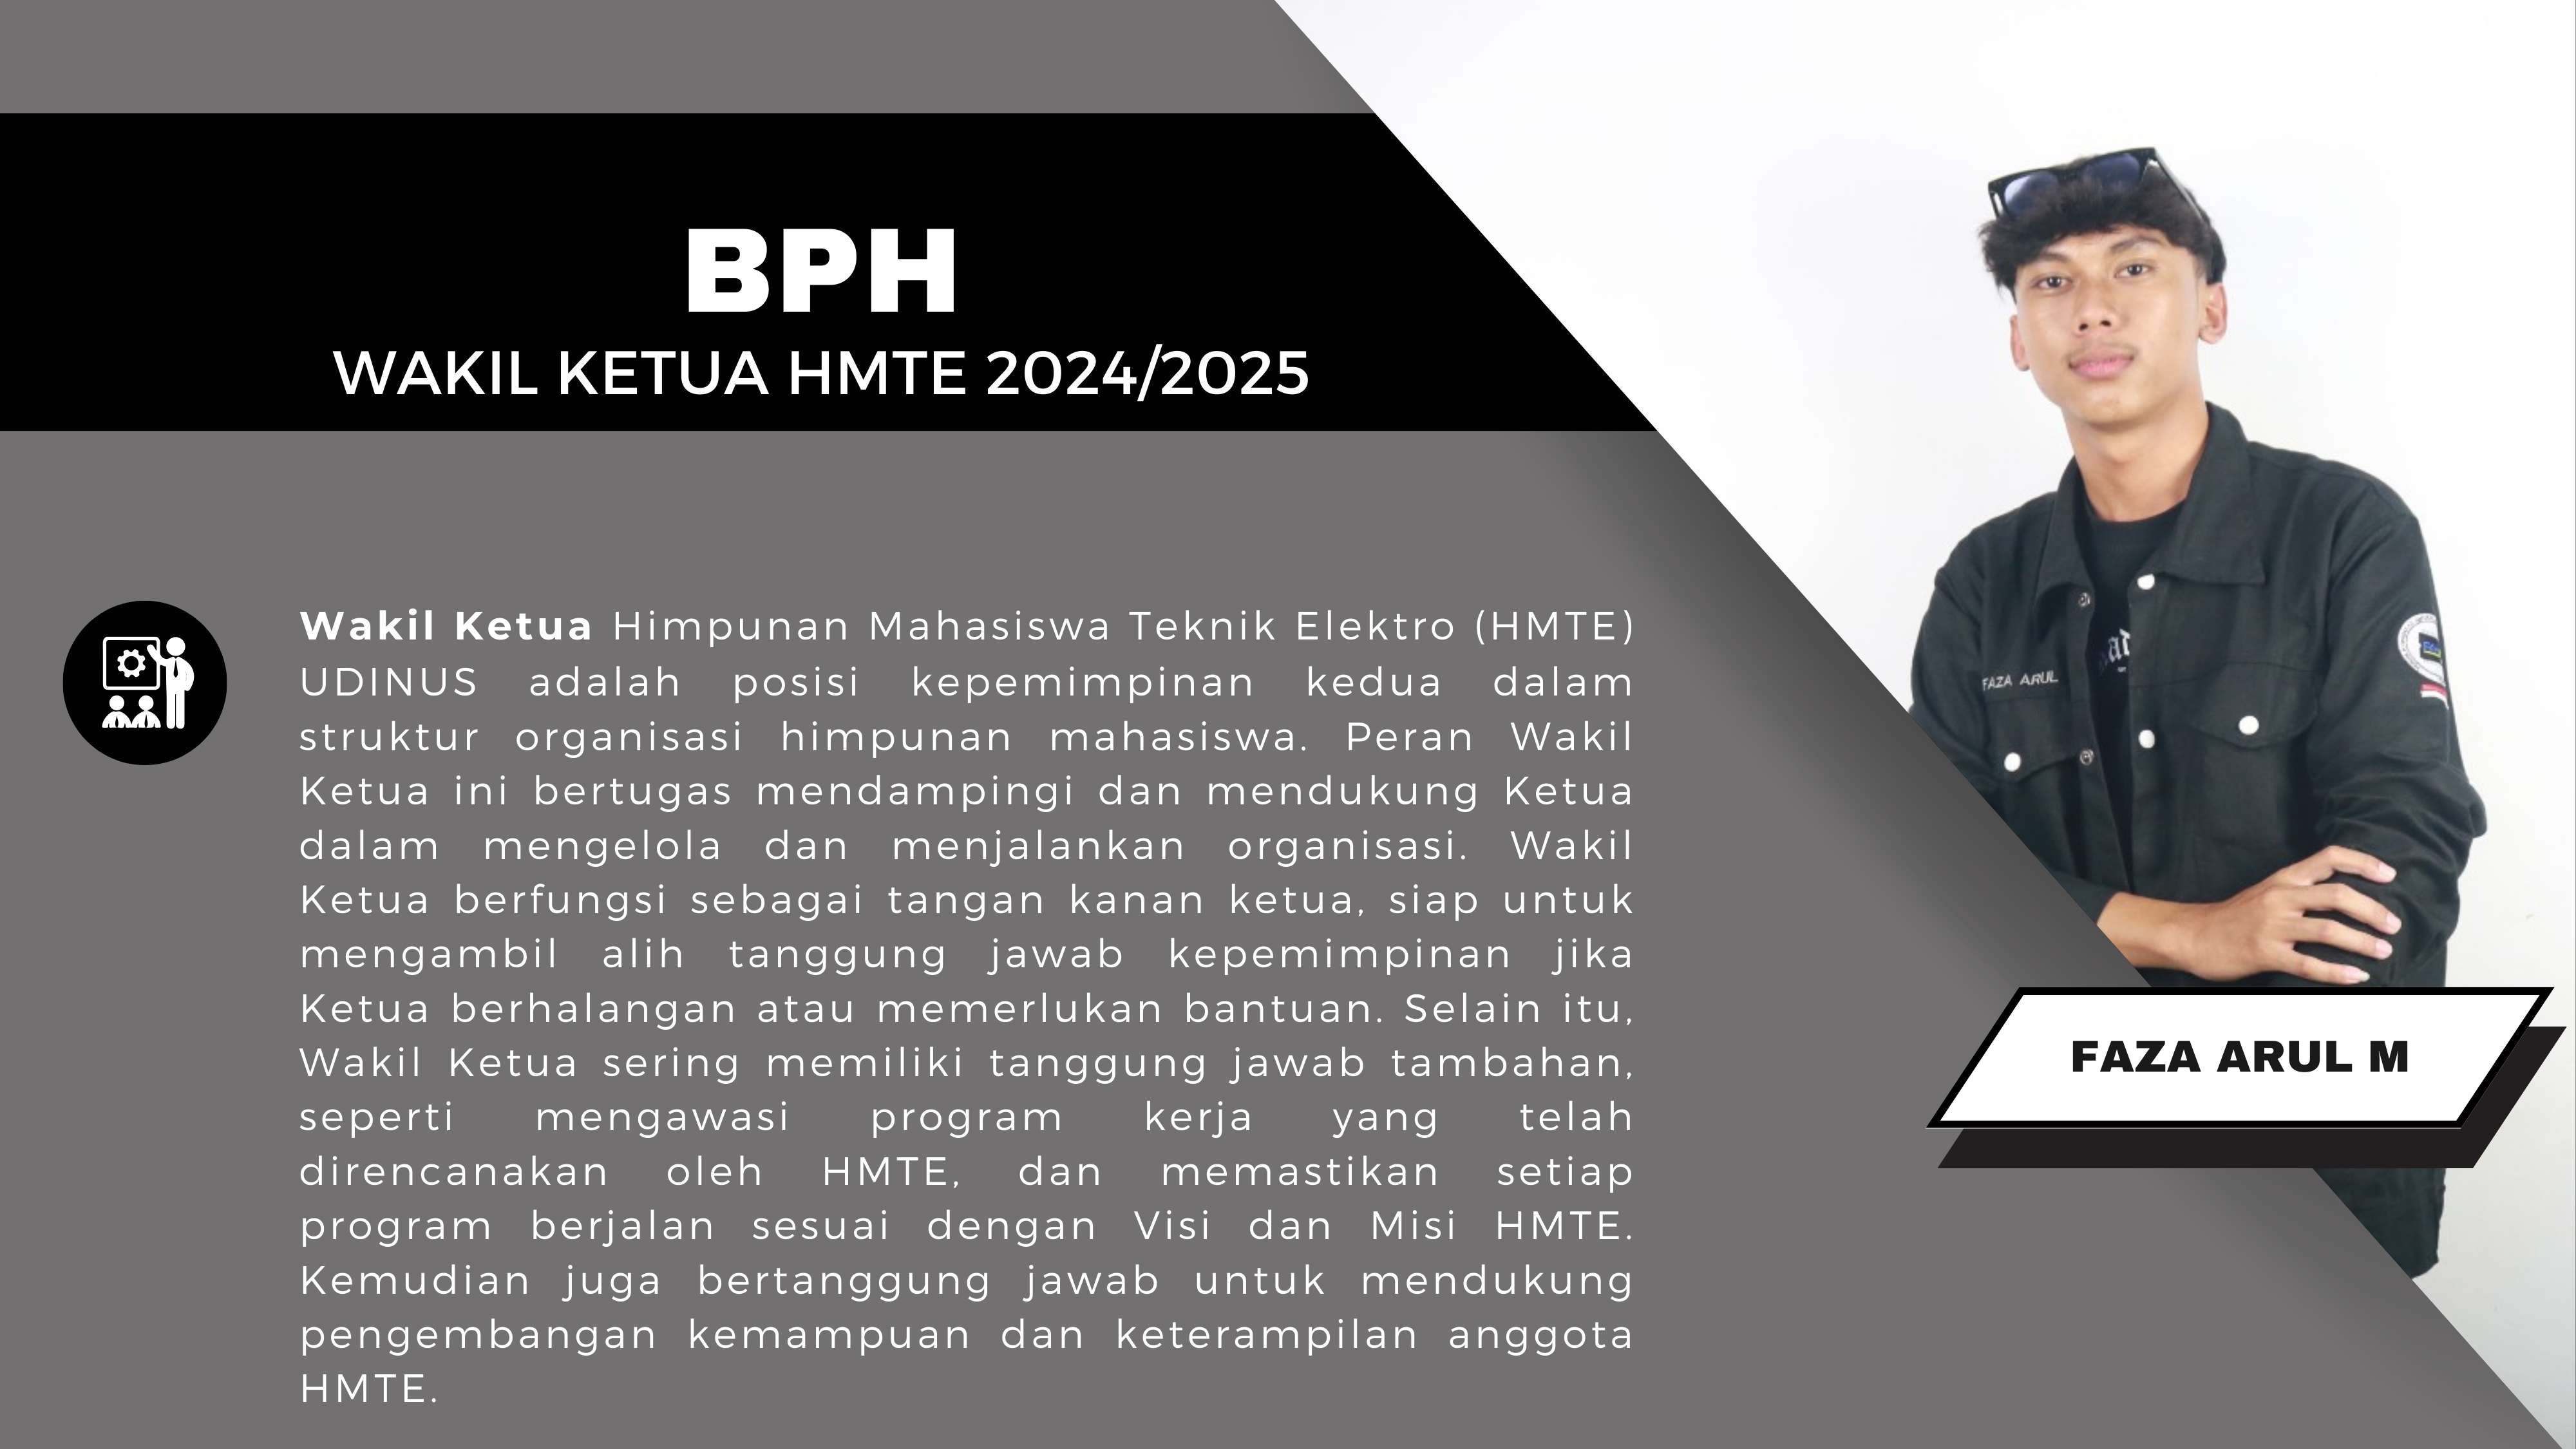 BPH
WAKIL KETUA HMTE 2024/2025
Wakil Ketua Himpunan Mahasiswa Teknik Elektro (HMTE)
UDINUS adalah posisi kepemimpinan kedua dalam
struktur organisasi himpunan mahasiswa. Peran Wakil
Ketua ini bertugas mendampingi dan mendukung Ketua
dalam mengelola dan menjalankan organisasi. Wakil
Ketua berfungsi sebagai tangan kanan ketua, siap untuk
mengambil alih tanggung jawab kepemimpinan jika
Ketua berhalangan atau memerlukan bantuan. Selain itu,
Wakil Ketua sering memiliki tanggung jawab tambahan,
seperti mengawasi program kerja yang telah
direncanakan oleh HMTE, dan memastikan setiap
program berjalan sesuai dengan Visi dan Misi HMTE.
Kemudian juga bertanggung jawab untuk mendukung
pengembangan kemampuan dan keterampilan anggota
HMTE.
FAZA ARUL
FAZA ARUL M